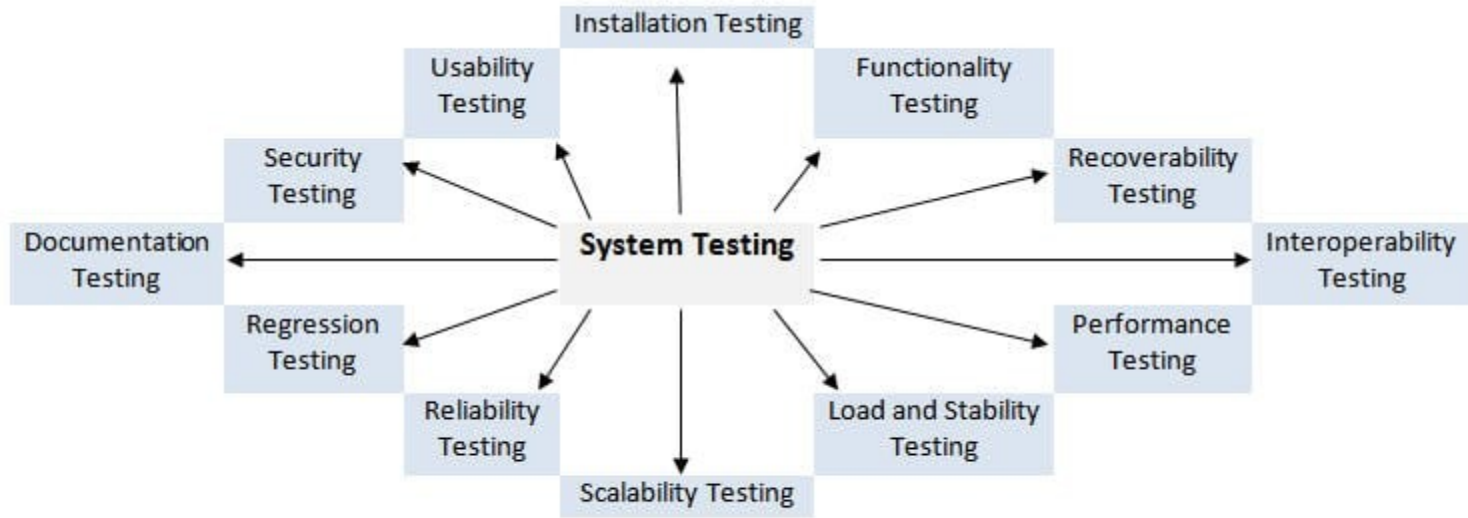 Installation Testing
Usability
Testing
Functionality
Testing
Security
Testing
Recoverability
Testing
Documentation
Testing
System Testing
Interoperability
Testing
Regression
Testing
Performance
Testing
Reliability
Testing
Load and Stability
Testing
Scalability Testing